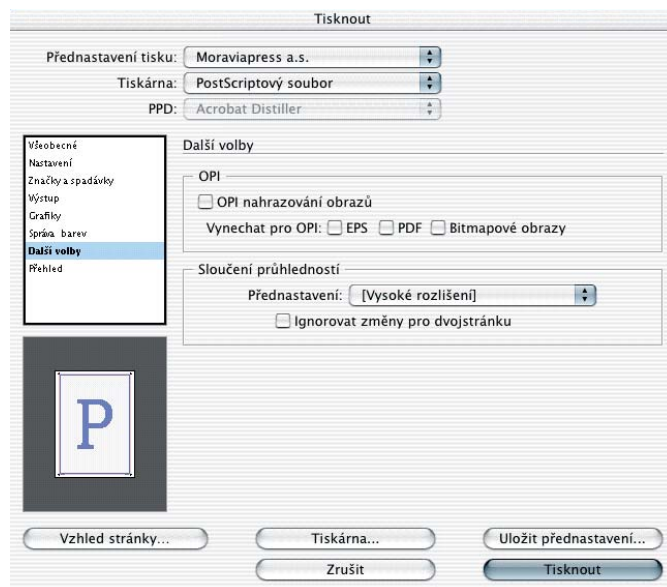 Tisknout
Přednastavení tisku: Moraviapress a.s.
Tiskárna: PostScriptový soubor
PPD: Acrobat Distiller
Všeobecné
Nastavení
Značky a spadávky
Výstup
Grafiky
Správa barev
Další volby
Přehled
Další volby
OPI
OPI nahrazování obrazů
Vynechat pro OPI: EPS PDF Bitmapové obrazy
Sloučení průhledností
Přednastavení: [Vysoké rozlišení]
Ignorovat změny pro dvojstránku
P
Vzhled stránky... Tiskárna... Uložit přednastavení...
Zrušit Tisknout